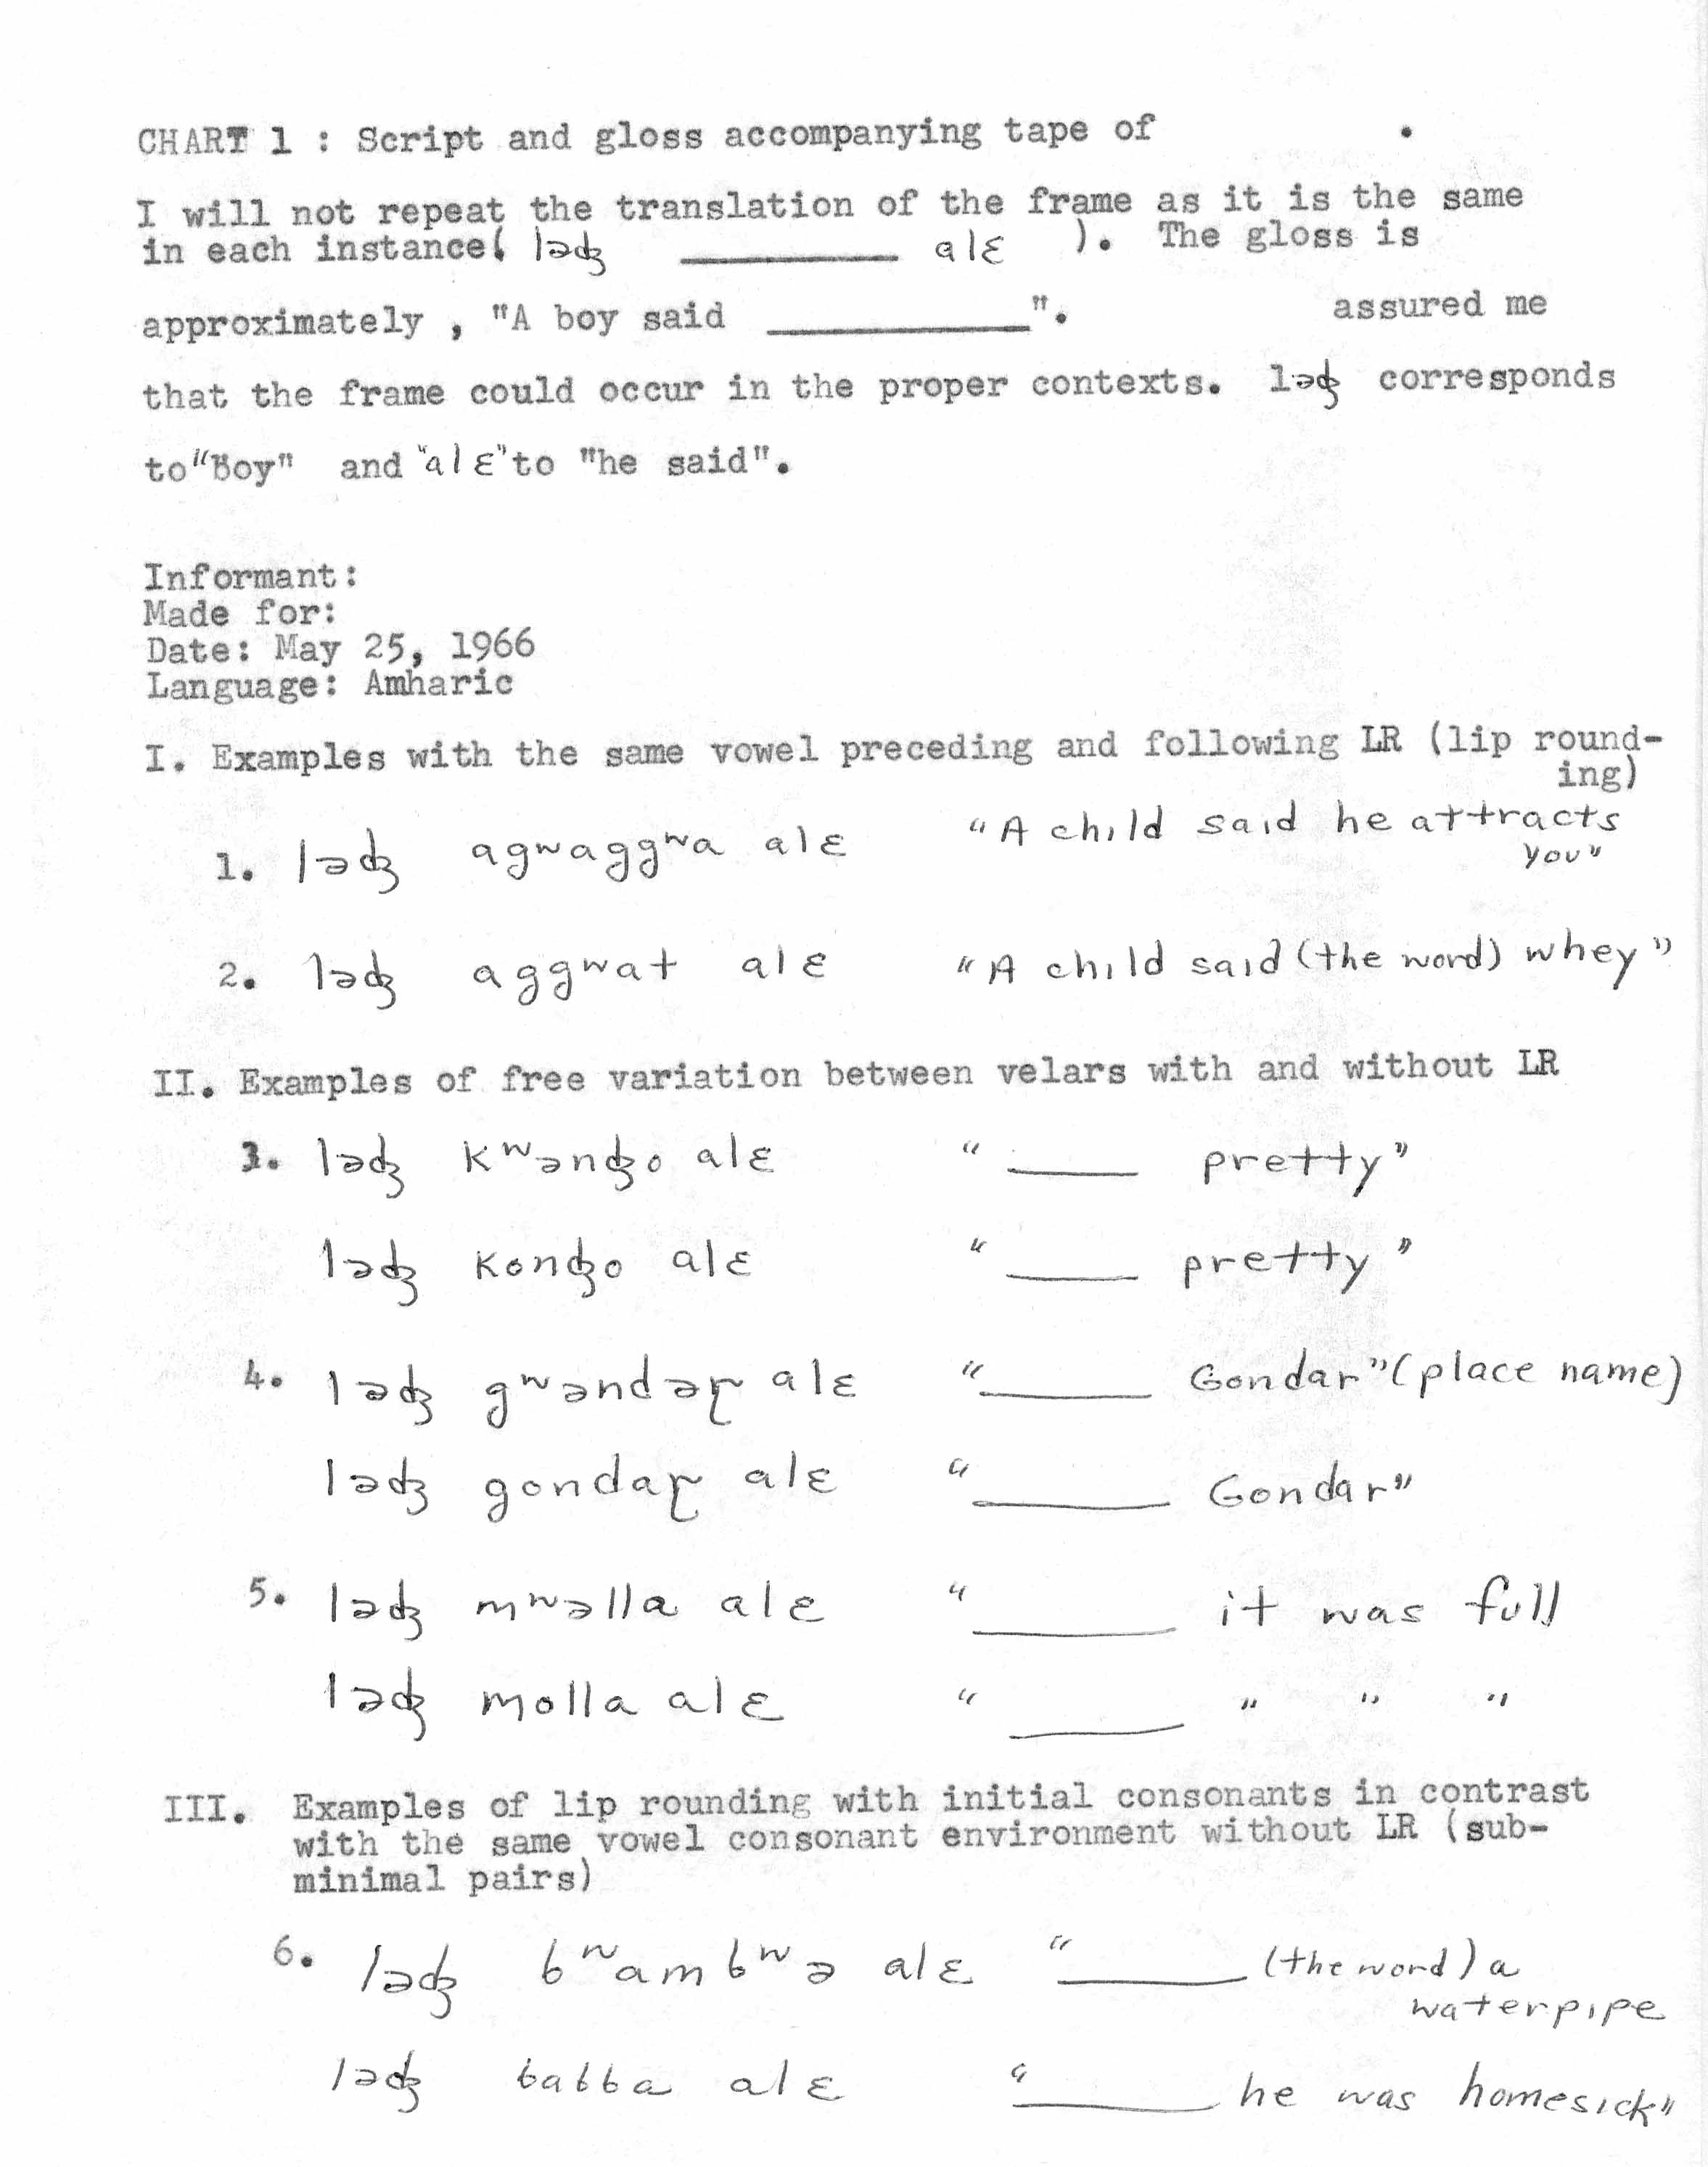 CHART 1 : Script and gloss accompanying tape of .
I will not repeat the translation of the frame as it is the same
in each instance( ləʤ ______ alɛ ). The gloss is
approximately , "A boy said ______". assured me
that the frame could occur in the proper contexts. ləʤ corresponds
to "Boy" and "alɛ" to "he said".
Informant:
Made for:
Date: May 25, 1966
Language: Amharic
I. Examples with the same vowel preceding and following LR (lip round-
ing)
1. ləʤ agʷaggʷa alɛ "A child said he attracts
you"
2. ləʤ aggʷat alɛ "A child said (the word) whey"
II. Examples of free variation between velars with and without LR
3. ləʤ kʷənʤo alɛ "______ pretty"
ləʤ konʤo alɛ "______ pretty"
4. ləʤ gʷəndəɽ alɛ "______ Gondar" (place name)
ləʤ gondaɽ alɛ "______ Gondar"
5. ləʤ mʷəlla alɛ "______ it was full
ləʤ molla alɛ "______ " " "
III. Examples of lip rounding with initial consonants in contrast
with the same vowel consonant environment without LR (sub-
minimal pairs)
6. ləʤ bʷambʷə alɛ "______ (the word) a
waterpipe
ləʤ babba alɛ "______ he was homesick"